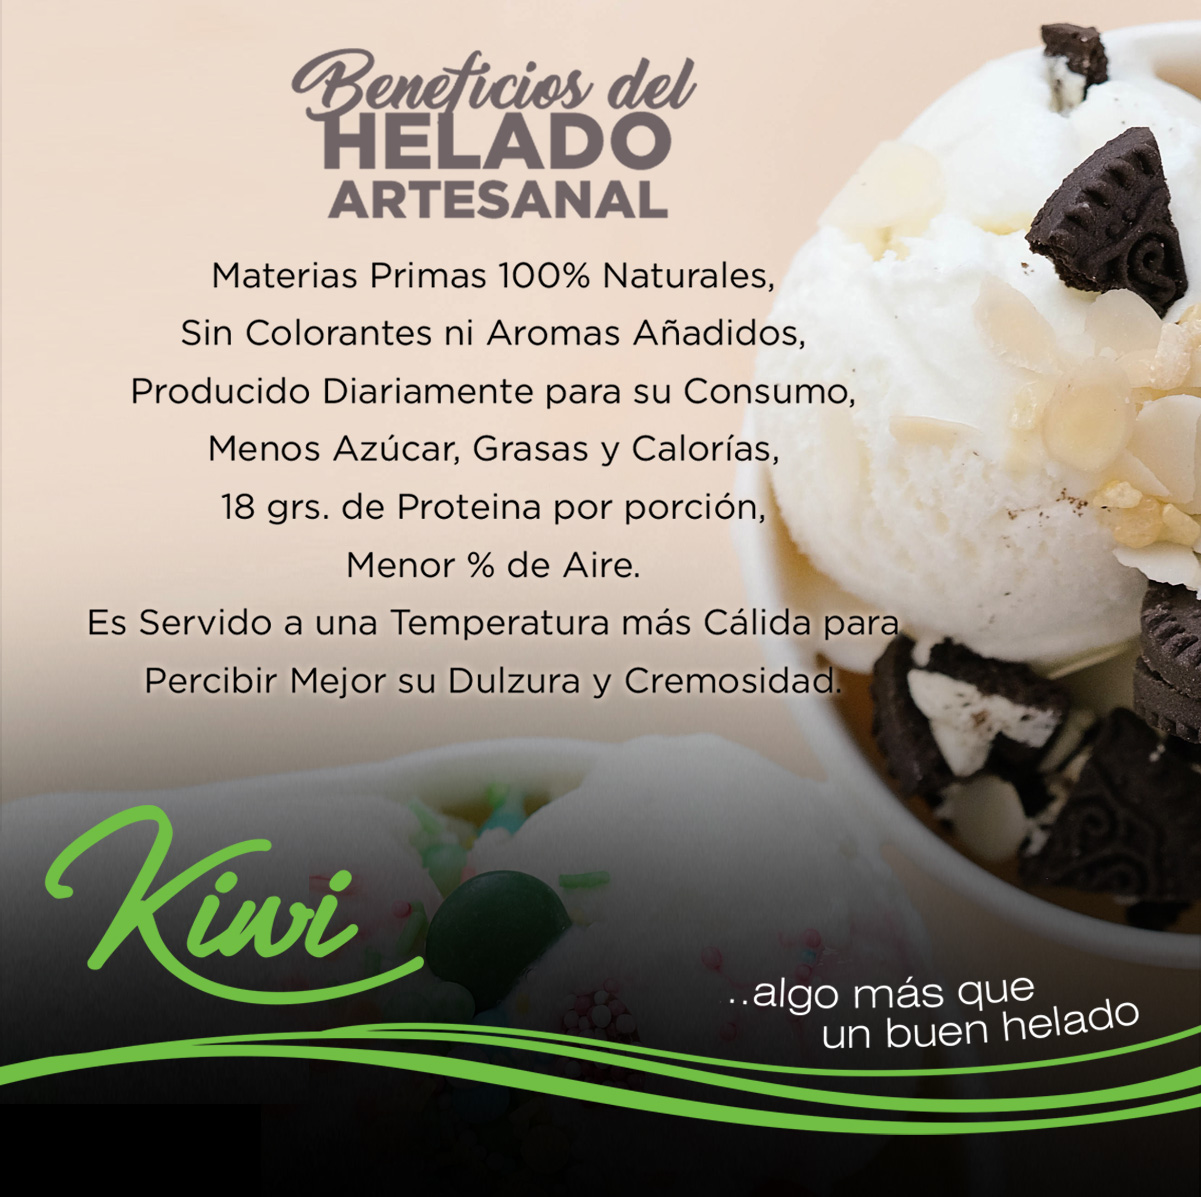 Beneficios del
HELADO
ARTESANAL
Materias Primas 100% Naturales,
Sin Colorantes ni Aromas Añadidos,
Producido Diariamente para su Consumo,
Menos Azúcar, Grasas y Calorías,
18 grs. de Proteina por porción,
Menor % de Aire.
Es Servido a una Temperatura más Cálida para
Percibir Mejor su Dulzura y Cremosidad.
Kiwi
..algo más que
un buen helado